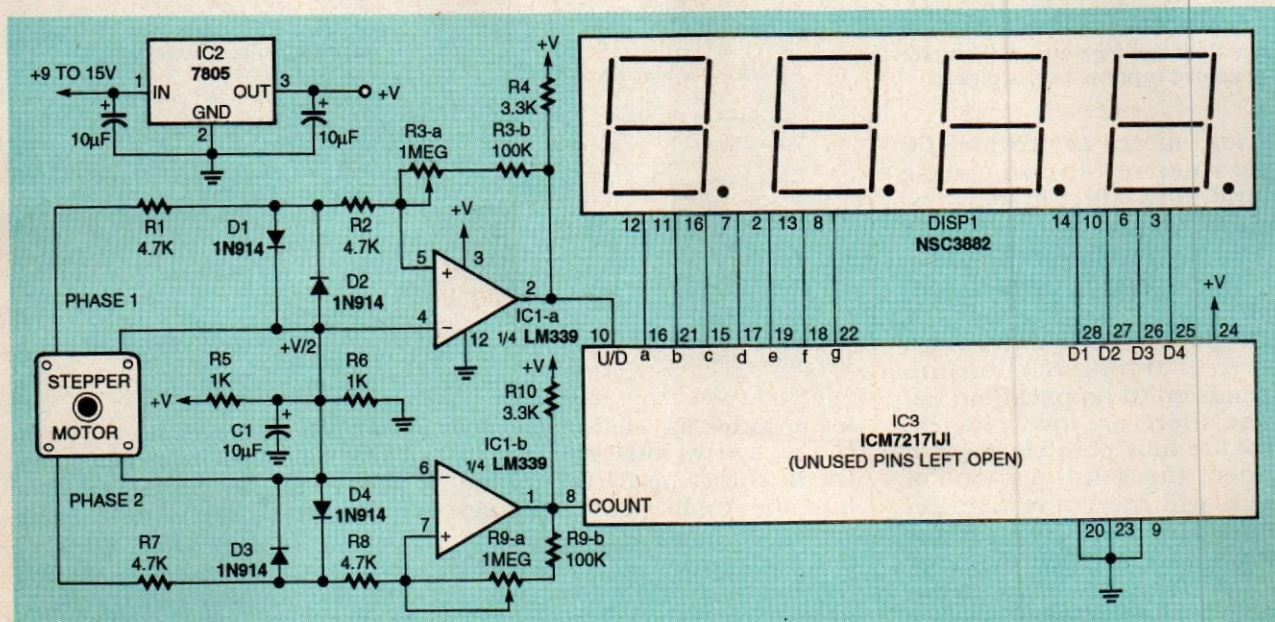 IC2
7805
+9 TO 15V
1
IN
OUT
3
+V
GND
2
+
10µF
+
10µF
+V
R4
3.3K
R3-a
1MEG
R3-b
100K
R1
4.7K
D1
1N914
R2
4.7K
D2
1N914
+V
3
5
+
4
-
2
12
IC1-a
1/4 LM339
PHASE 1
+V/2
STEPPER
MOTOR
R5
1K
R6
1K
+V
+
C1
10µF
+V
R10
3.3K
IC1-b
1/4 LM339
6
-
7
+
1
PHASE 2
D4
1N914
R7
4.7K
D3
1N914
R8
4.7K
R9-a
1MEG
R9-b
100K
12 11 16 7 2 13 8
DISP1
NSC3882
14 10 6 3
+V
10 16 21 15 17 19 18 22
28 27 26 25 24
U/D a b c d e f g
D1 D2 D3 D4
IC3
ICM7217IJI
(UNUSED PINS LEFT OPEN)
8
COUNT
20 23 9